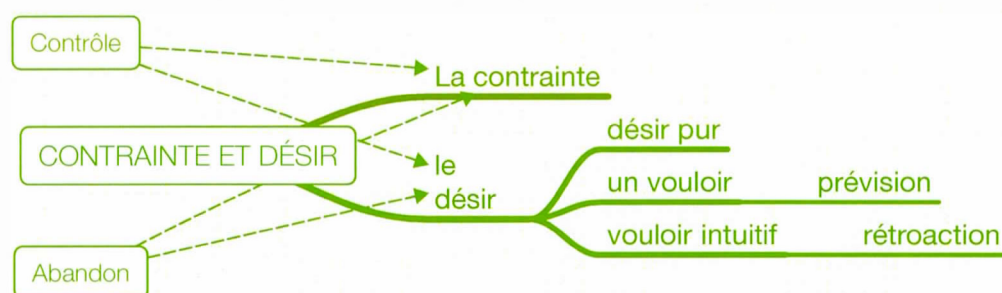 Contrôle
La contrainte
CONTRAINTE ET DÉSIR
le
désir
désir pur
un vouloir
prévision
vouloir intuitif
rétroaction
Abandon